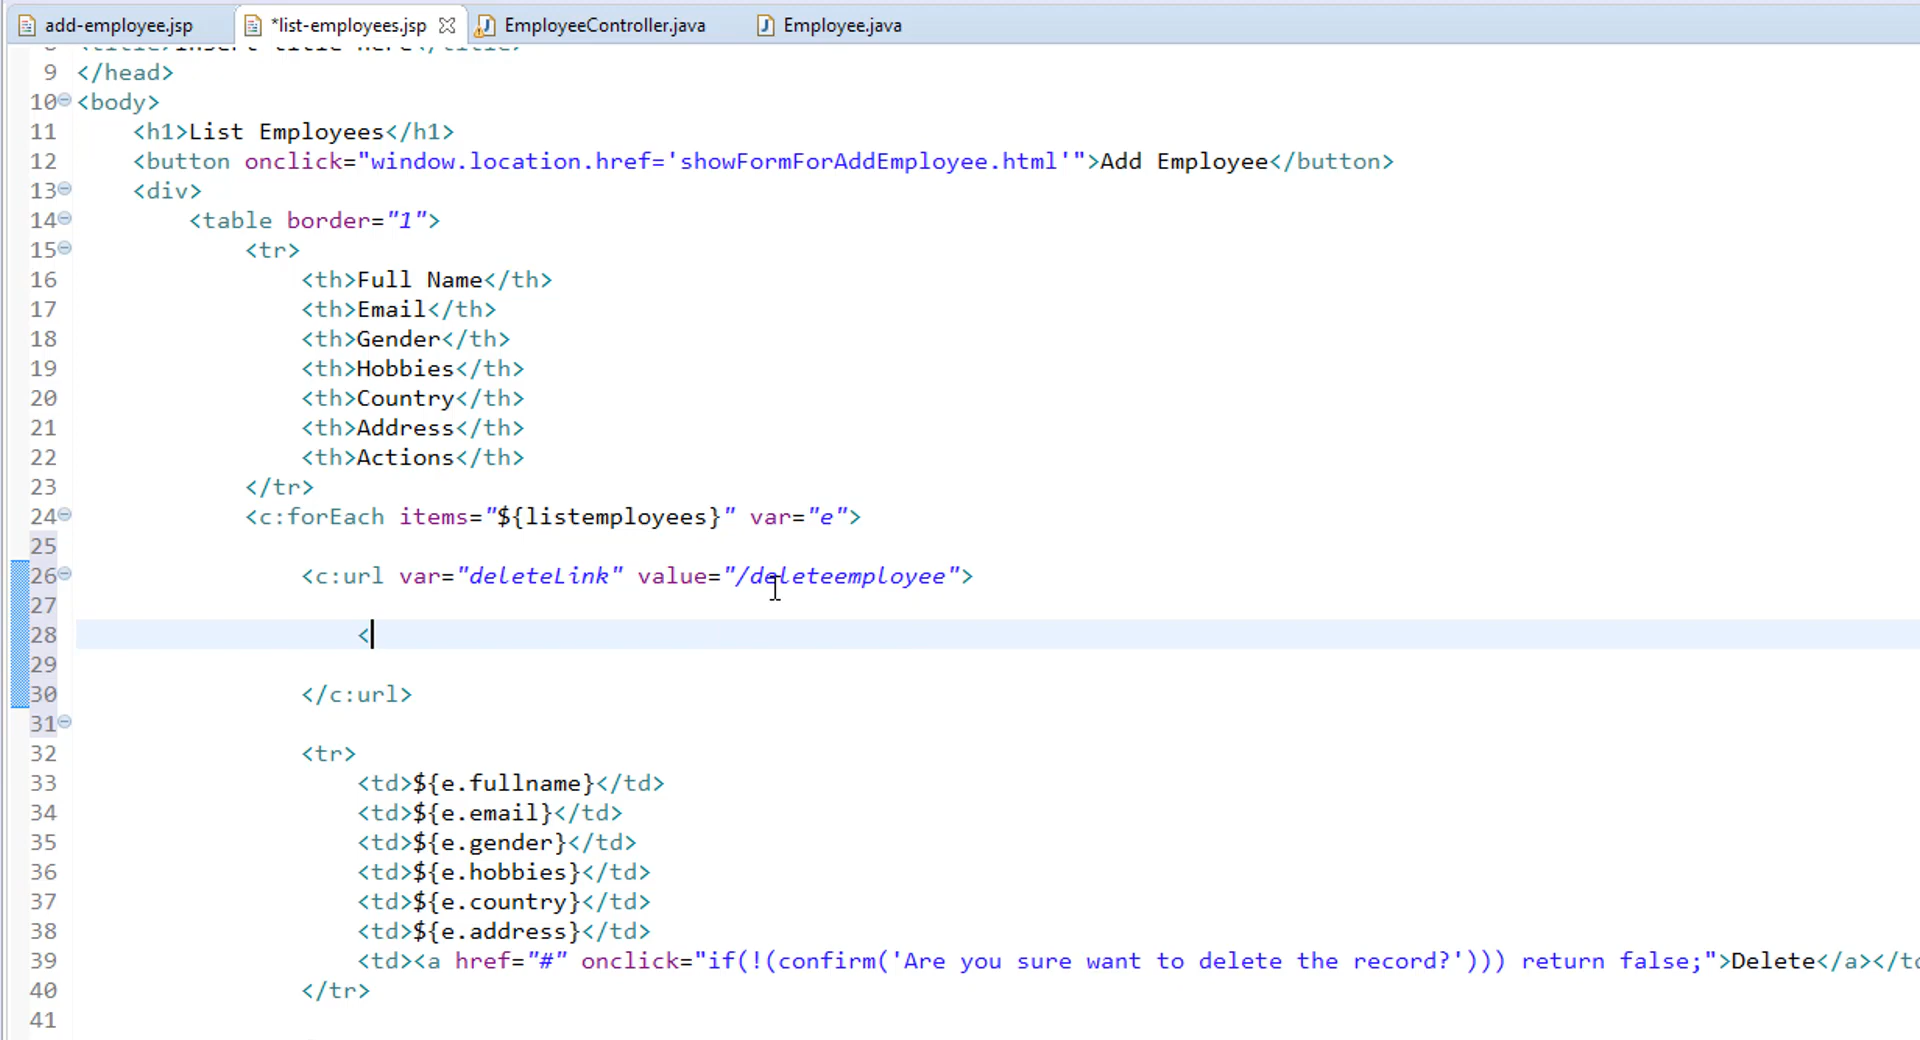 add-employee.jsp *list-employees.jsp EmployeeController.java Employee.java
8 <title>Insert title here</title>
9 </head>
10 <body>
11 <h1>List Employees</h1>
12 <button onclick="window.location.href='showFormForAddEmployee.html'">Add Employee</button>
13 <div>
14 <table border="1">
15 <tr>
16 <th>Full Name</th>
17 <th>Email</th>
18 <th>Gender</th>
19 <th>Hobbies</th>
20 <th>Country</th>
21 <th>Address</th>
22 <th>Actions</th>
23 </tr>
24 <c:forEach items="${listemployees}" var="e">
25
26 <c:url var="deleteLink" value="/deleteemployee">
27
28 <
29
30 </c:url>
31
32 <tr>
33 <td>${e.fullname}</td>
34 <td>${e.email}</td>
35 <td>${e.gender}</td>
36 <td>${e.hobbies}</td>
37 <td>${e.country}</td>
38 <td>${e.address}</td>
39 <td><a href="#" onclick="if(!(confirm('Are you sure want to delete the record?'))) return false;">Delete</a></td
40 </tr>
41